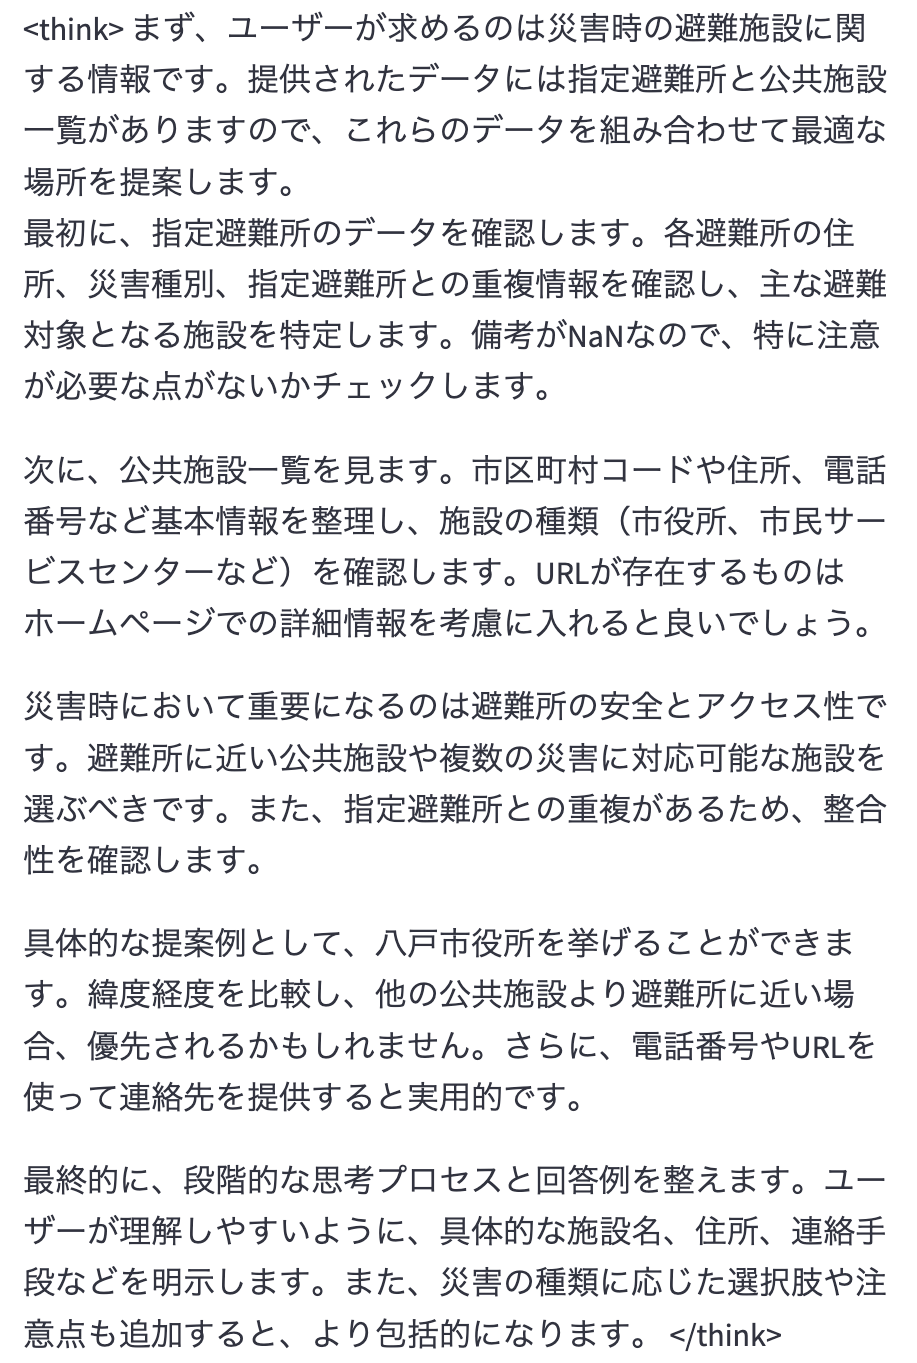 <think> まず、ユーザーが求めるのは災害時の避難施設に関
する情報です。提供されたデータには指定避難所と公共施設
一覧がありますので、これらのデータを組み合わせて最適な
場所を提案します。
最初に、指定避難所のデータを確認します。各避難所の住
所、災害種別、指定避難所との重複情報を確認し、主な避難
対象となる施設を特定します。備考がNaNなので、特に注意
が必要な点がないかチェックします。
次に、公共施設一覧を見ます。市区町村コードや住所、電話
番号など基本情報を整理し、施設の種類（市役所、市民サー
ビスセンターなど）を確認します。URLが存在するものは
ホームページでの詳細情報を考慮に入れると良いでしょう。
災害時において重要になるのは避難所の安全とアクセス性で
す。避難所に近い公共施設や複数の災害に対応可能な施設を
選ぶべきです。また、指定避難所との重複があるため、整合
性を確認します。
具体的な提案例として、八戸市役所を挙げることができま
す。緯度経度を比較し、他の公共施設より避難所に近い場
合、優先されるかもしれません。さらに、電話番号やURLを
使って連絡先を提供すると実用的です。
最終的に、段階的な思考プロセスと回答例を整えます。ユー
ザーが理解しやすいように、具体的な施設名、住所、連絡手
段などを明示します。また、災害の種類に応じた選択肢や注
意点も追加すると、より包括的になります。 </think>